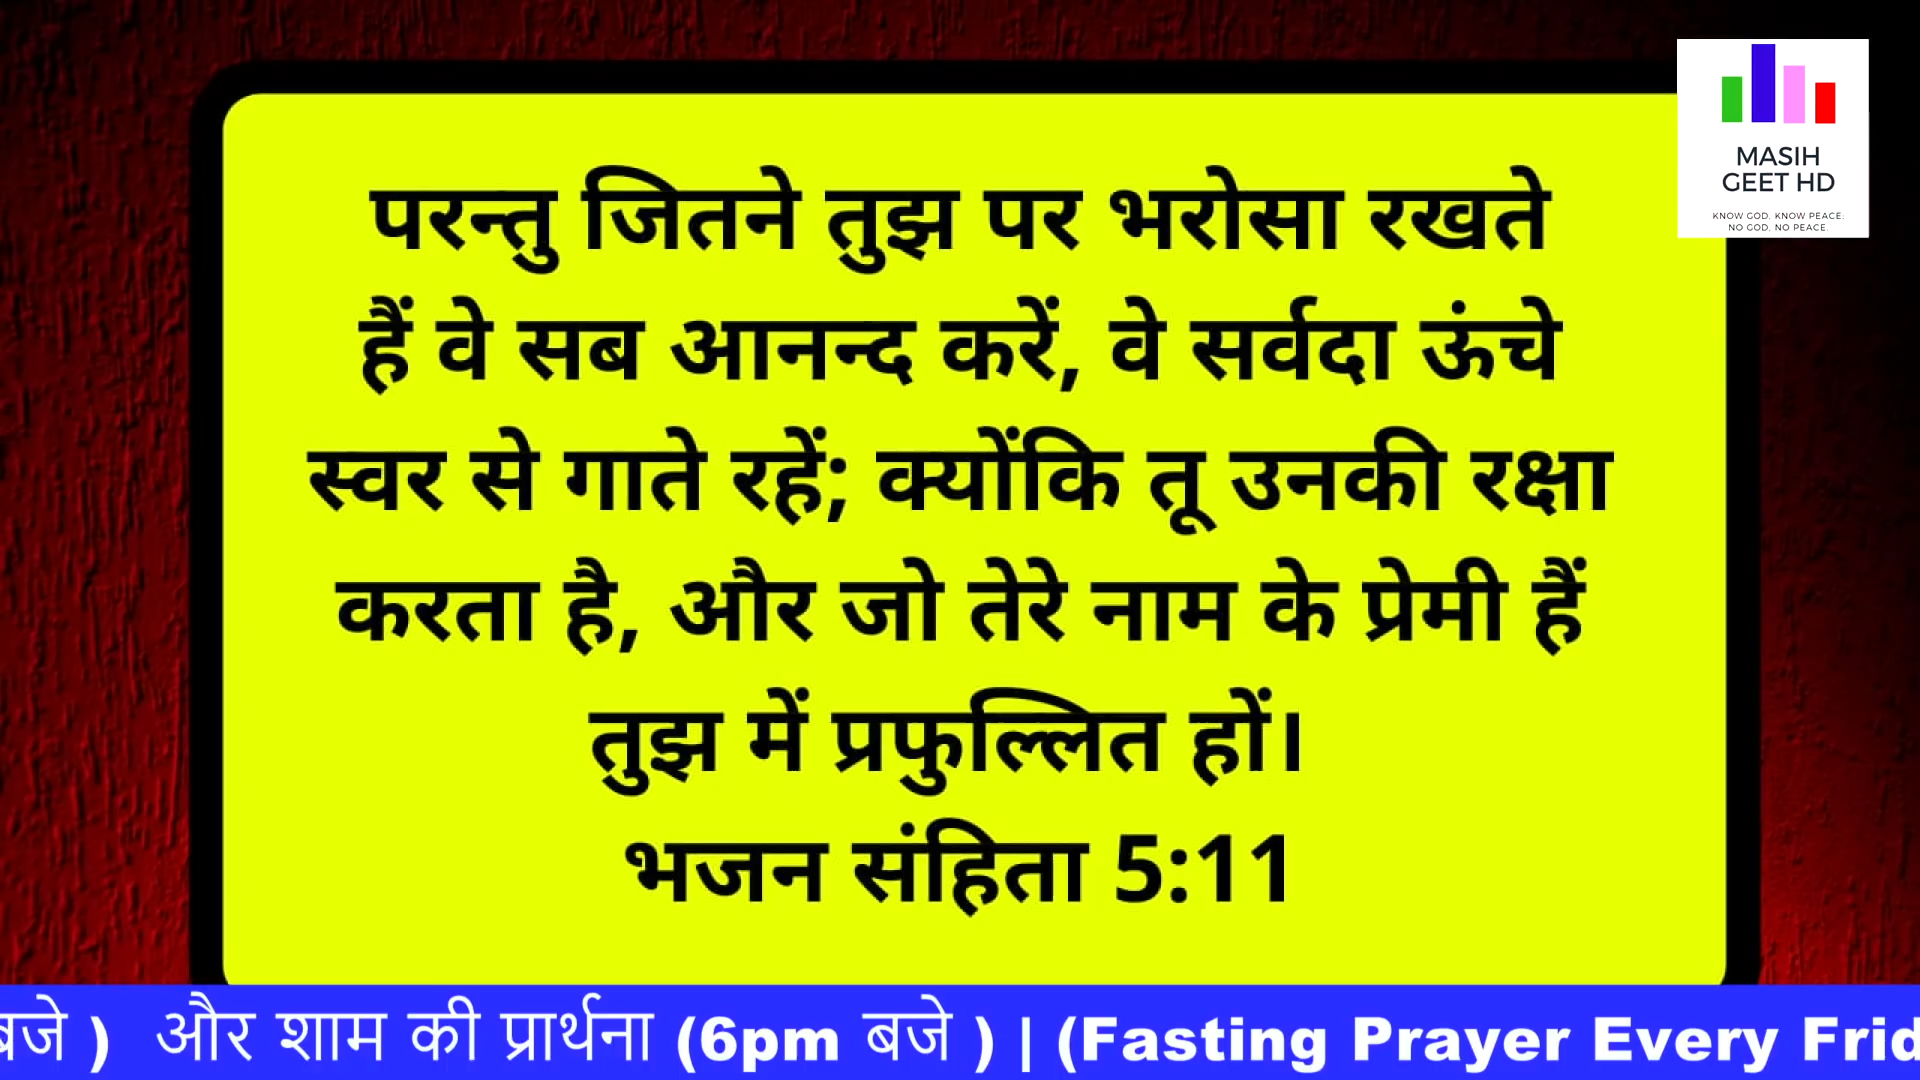 परन्तु जितने तुझ पर भरोसा रखते
हैं वे सब आनन्द करें, वे सर्वदा ऊंचे
स्वर से गाते रहें; क्योंकि तू उनकी रक्षा
करता है, और जो तेरे नाम के प्रेमी हैं
तुझ में प्रफुल्लित हों।
भजन संहिता 5:11
MASIH
GEET HD
KNOW GOD. KNOW PEACE.
NO GOD. NO PEACE.
बजे ) और शाम की प्रार्थना (6pm बजे ) | (Fasting Prayer Every Frid